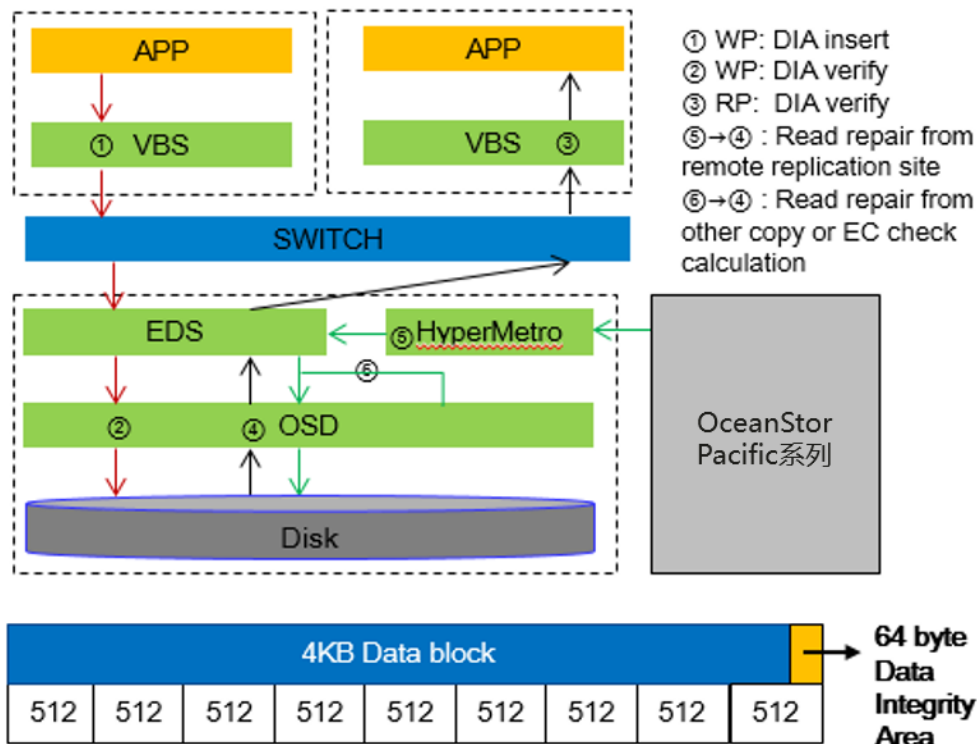 APP
APP
① VBS
VBS ③
SWITCH
EDS
⑤HyperMetro
⑥
②
④ OSD
Disk
① WP: DIA insert
② WP: DIA verify
③ RP: DIA verify
⑤→④ : Read repair from
remote replication site
⑥→④ : Read repair from
other copy or EC check
calculation
OceanStor
Pacific系列
4KB Data block
512 512 512 512 512 512 512 512 512
64 byte
Data
Integrity
Area